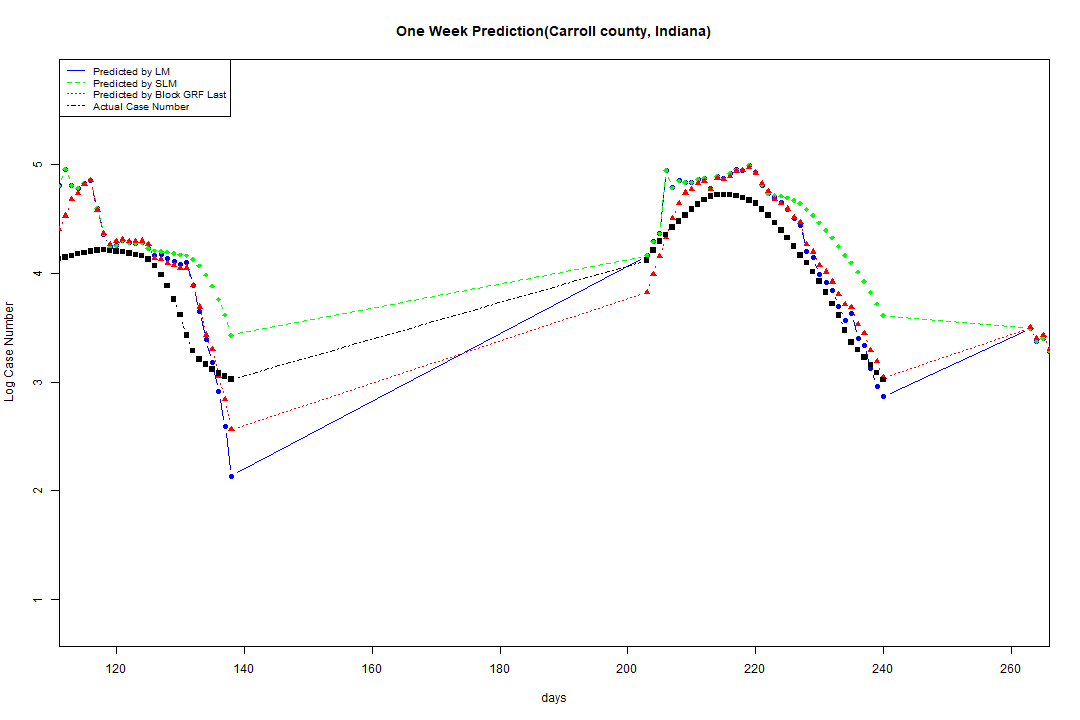 One Week Prediction(Carroll county, Indiana)
Predicted by LM
Predicted by SLM
Predicted by Block GRF Last
Actual Case Number
5
4
3
2
1
Log Case Number
120 140 160 180 200 220 240 260
days